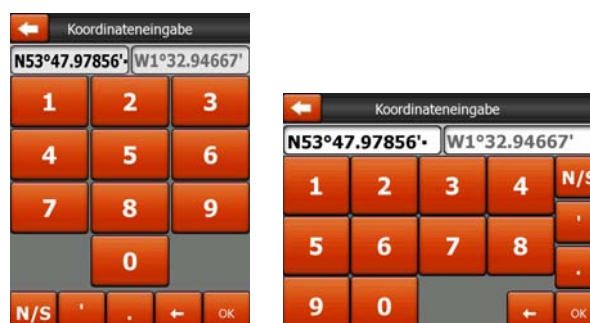 Koordinateneingabe
N53°47.97856'· W1°32.94667'
1 2 3
4 5 6
7 8 9
0
N/S ' . ← OK
Koordinateneingabe
N53°47.97856'· W1°32.94667'
1 2 3 4 N/S
'
5 6 7 8
.
9 0 ← OK